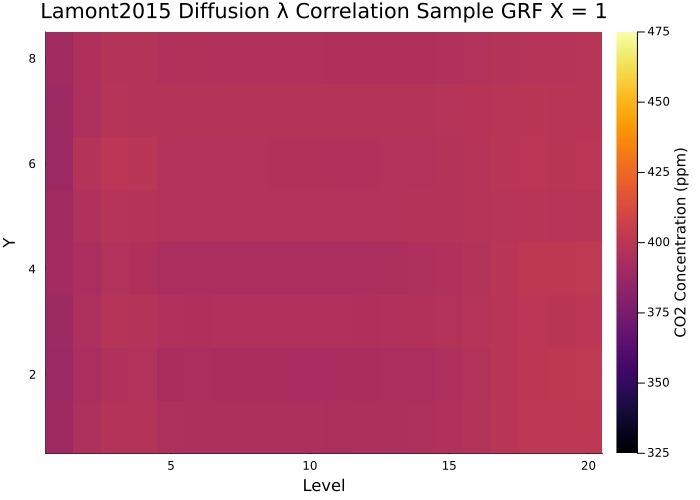 Lamont2015 Diffusion λ Correlation Sample GRF X = 1
8
6
4
2
Y
5 10 15 20
Level
475
450
425
400
375
350
325
CO2 Concentration (ppm)